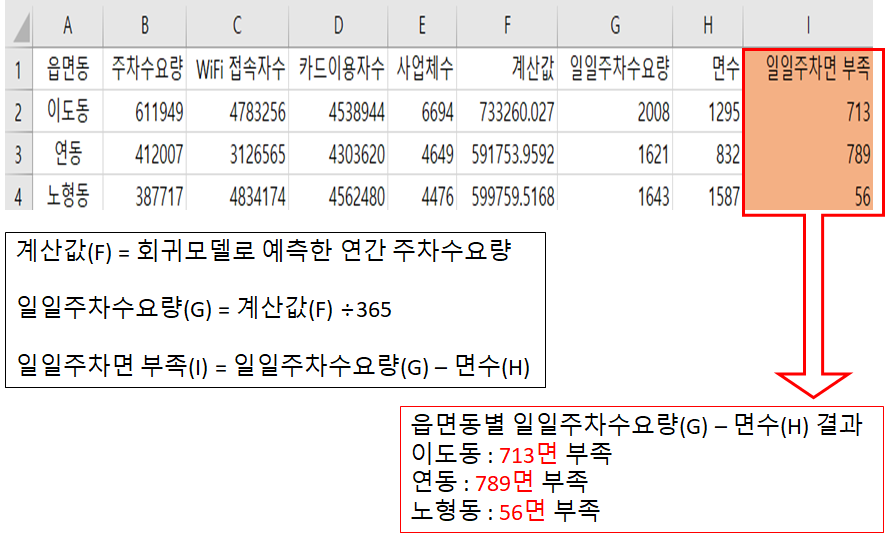 A B C D E F G H I
1 읍면동 주차수요량 WiFi 접속자수 카드이용자수 사업체수 계산값 일일주차수요량 면수 일일주차면 부족
2 이도동 611949 4783256 4538944 6694 733260.027 2008 1295 713
3 연동 412007 3126565 4303620 4649 591753.9592 1621 832 789
4 노형동 387717 4834174 4562480 4476 599759.5168 1643 1587 56
계산값(F) = 회귀모델로 예측한 연간 주차수요량
일일주차수요량(G) = 계산값(F) ÷365
일일주차면 부족(I) = 일일주차수요량(G) – 면수(H)
읍면동별 일일주차수요량(G) – 면수(H) 결과
이도동 : 713면 부족
연동 : 789면 부족
노형동 : 56면 부족